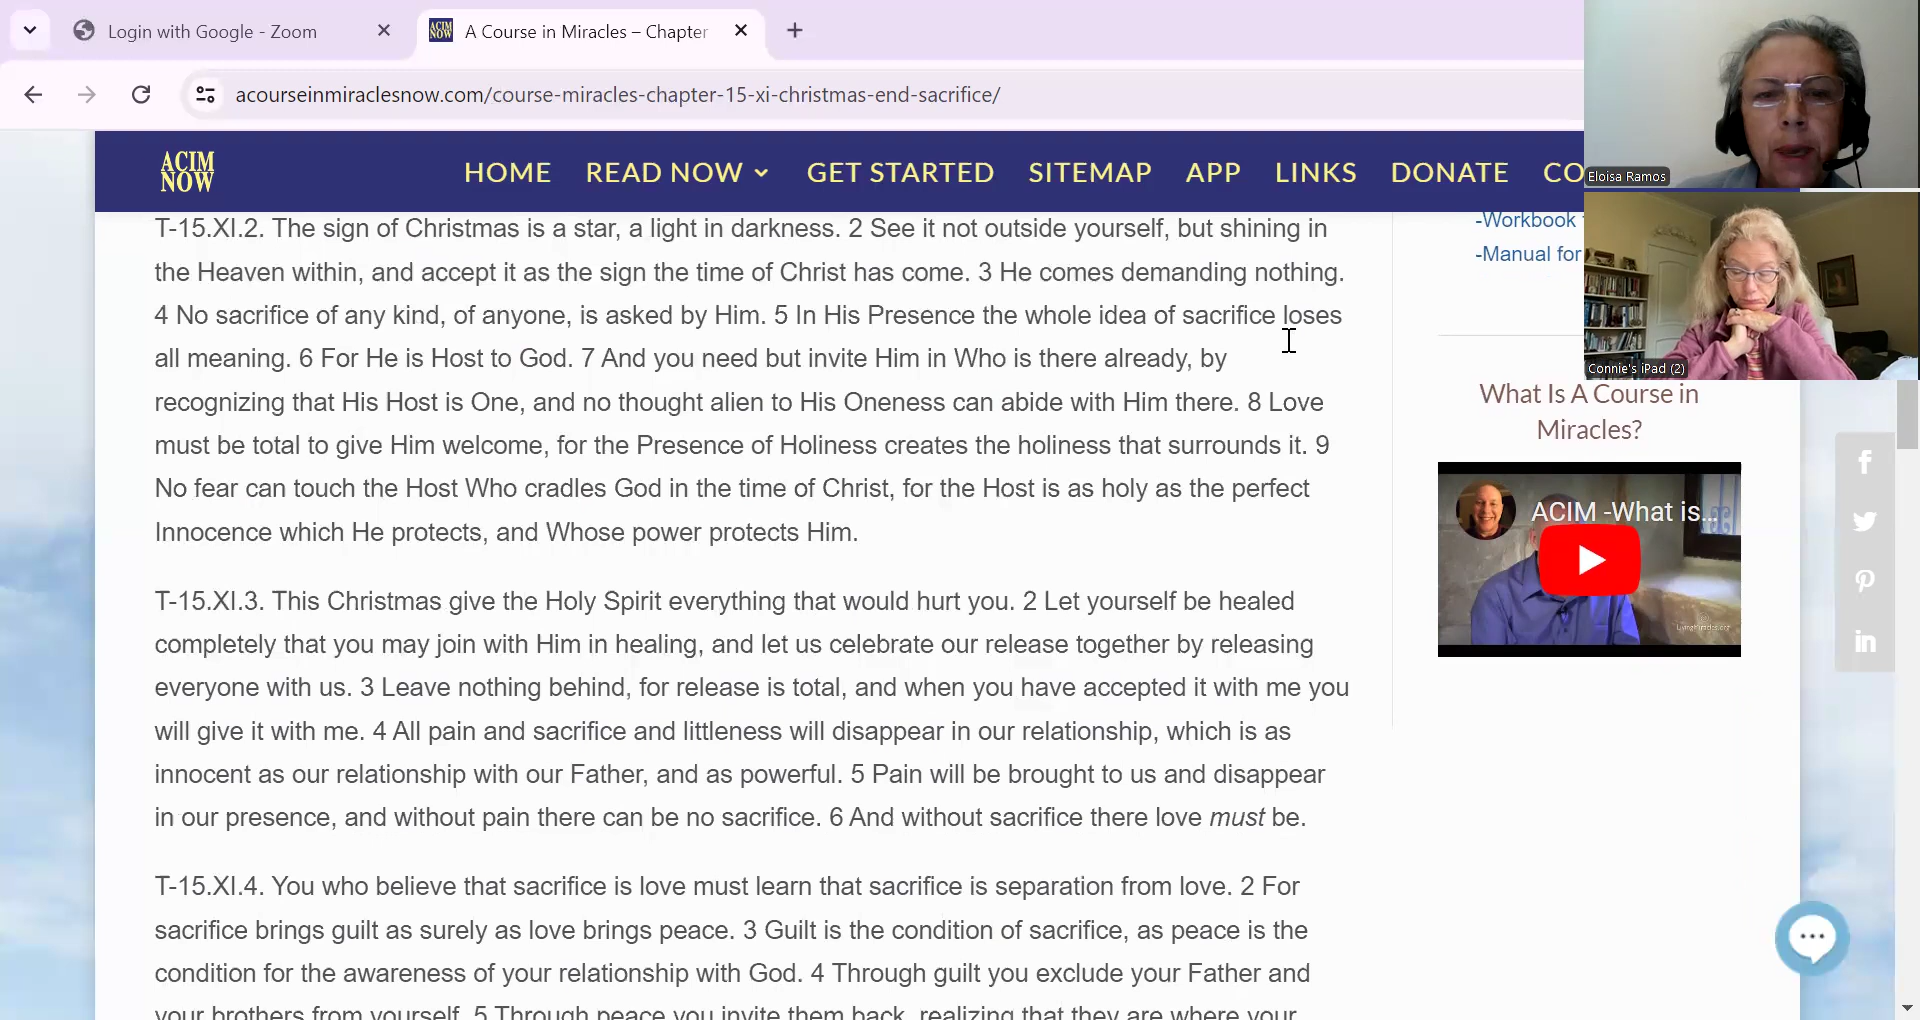 Login with Google - Zoom
A Course in Miracles – Chapter
acourseinmiraclesnow.com/course-miracles-chapter-15-xi-christmas-end-sacrifice/
ACIM
NOW
HOME READ NOW GET STARTED SITEMAP APP LINKS DONATE CO
Eloisa Ramos
Connie's iPad (2)
T-15.XI.2. The sign of Christmas is a star, a light in darkness. 2 See it not outside yourself, but shining in
the Heaven within, and accept it as the sign the time of Christ has come. 3 He comes demanding nothing.
4 No sacrifice of any kind, of anyone, is asked by Him. 5 In His Presence the whole idea of sacrifice loses
all meaning. 6 For He is Host to God. 7 And you need but invite Him in Who is there already, by
recognizing that His Host is One, and no thought alien to His Oneness can abide with Him there. 8 Love
must be total to give Him welcome, for the Presence of Holiness creates the holiness that surrounds it. 9
No fear can touch the Host Who cradles God in the time of Christ, for the Host is as holy as the perfect
Innocence which He protects, and Whose power protects Him.
T-15.XI.3. This Christmas give the Holy Spirit everything that would hurt you. 2 Let yourself be healed
completely that you may join with Him in healing, and let us celebrate our release together by releasing
everyone with us. 3 Leave nothing behind, for release is total, and when you have accepted it with me you
will give it with me. 4 All pain and sacrifice and littleness will disappear in our relationship, which is as
innocent as our relationship with our Father, and as powerful. 5 Pain will be brought to us and disappear
in our presence, and without pain there can be no sacrifice. 6 And without sacrifice there love must be.
T-15.XI.4. You who believe that sacrifice is love must learn that sacrifice is separation from love. 2 For
sacrifice brings guilt as surely as love brings peace. 3 Guilt is the condition of sacrifice, as peace is the
condition for the awareness of your relationship with God. 4 Through guilt you exclude your Father and
your brothers from yourself. 5 Through peace you invite them back, realizing that they are where your
-Workbook
-Manual for
What Is A Course in
Miracles?
ACIM -What is...
ACIM
NOW